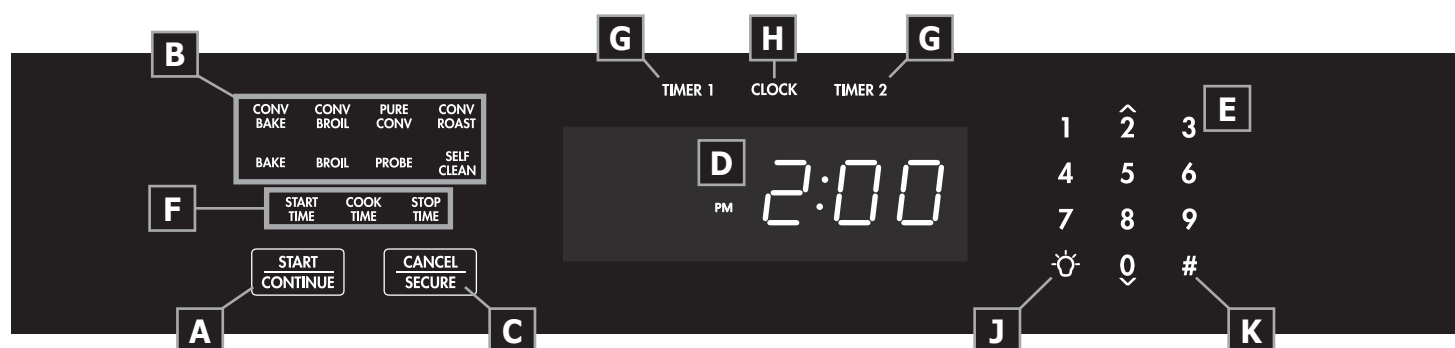 G H G
B
TIMER 1 CLOCK TIMER 2
E
CONV BAKE CONV BROIL PURE CONV CONV ROAST
1 2 3
BAKE BROIL PROBE SELF CLEAN
D
4 5 6
PM 2:00
F
START TIME COOK TIME STOP TIME
7 8 9
START CONTINUE CANCEL SECURE
0 #
A C J K